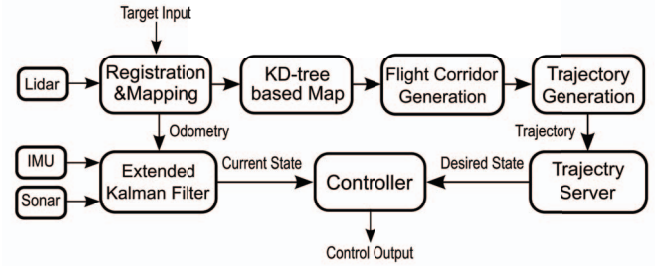 Target Input
Lidar
Registration
&Mapping
KD-tree
based Map
Flight Corridor
Generation
Trajectory
Generation
Odometry
Trajectory
IMU
Sonar
Extended
Kalman Filter
Current State
Controller
Desired State
Trajectry
Server
Control Output